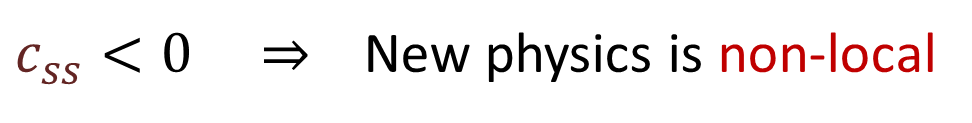 c_ss < 0 ⇒ New physics is non-local